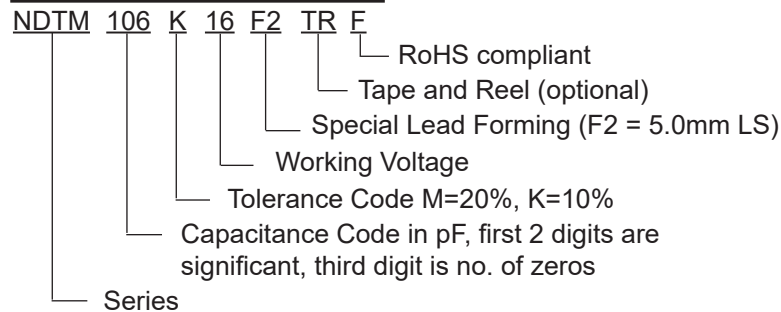 NDTM 106 K 16 F2 TR F
RoHS compliant
Tape and Reel (optional)
Special Lead Forming (F2 = 5.0mm LS)
Working Voltage
Tolerance Code M=20%, K=10%
Capacitance Code in pF, first 2 digits are
significant, third digit is no. of zeros
Series